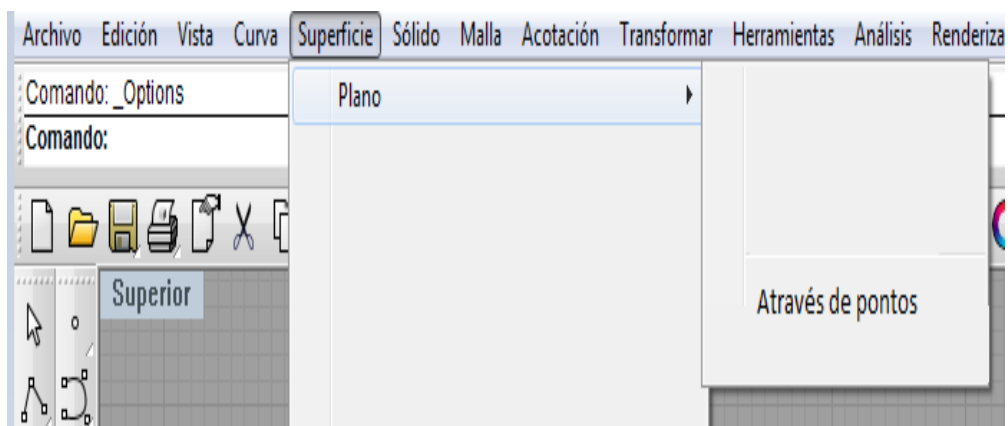 Archivo Edición Vista Curva Superficie Sólido Malla Acotación Transformar Herramientas Análisis Renderiza
Comando: _Options
Plano
Comando:
Superior
Através de pontos